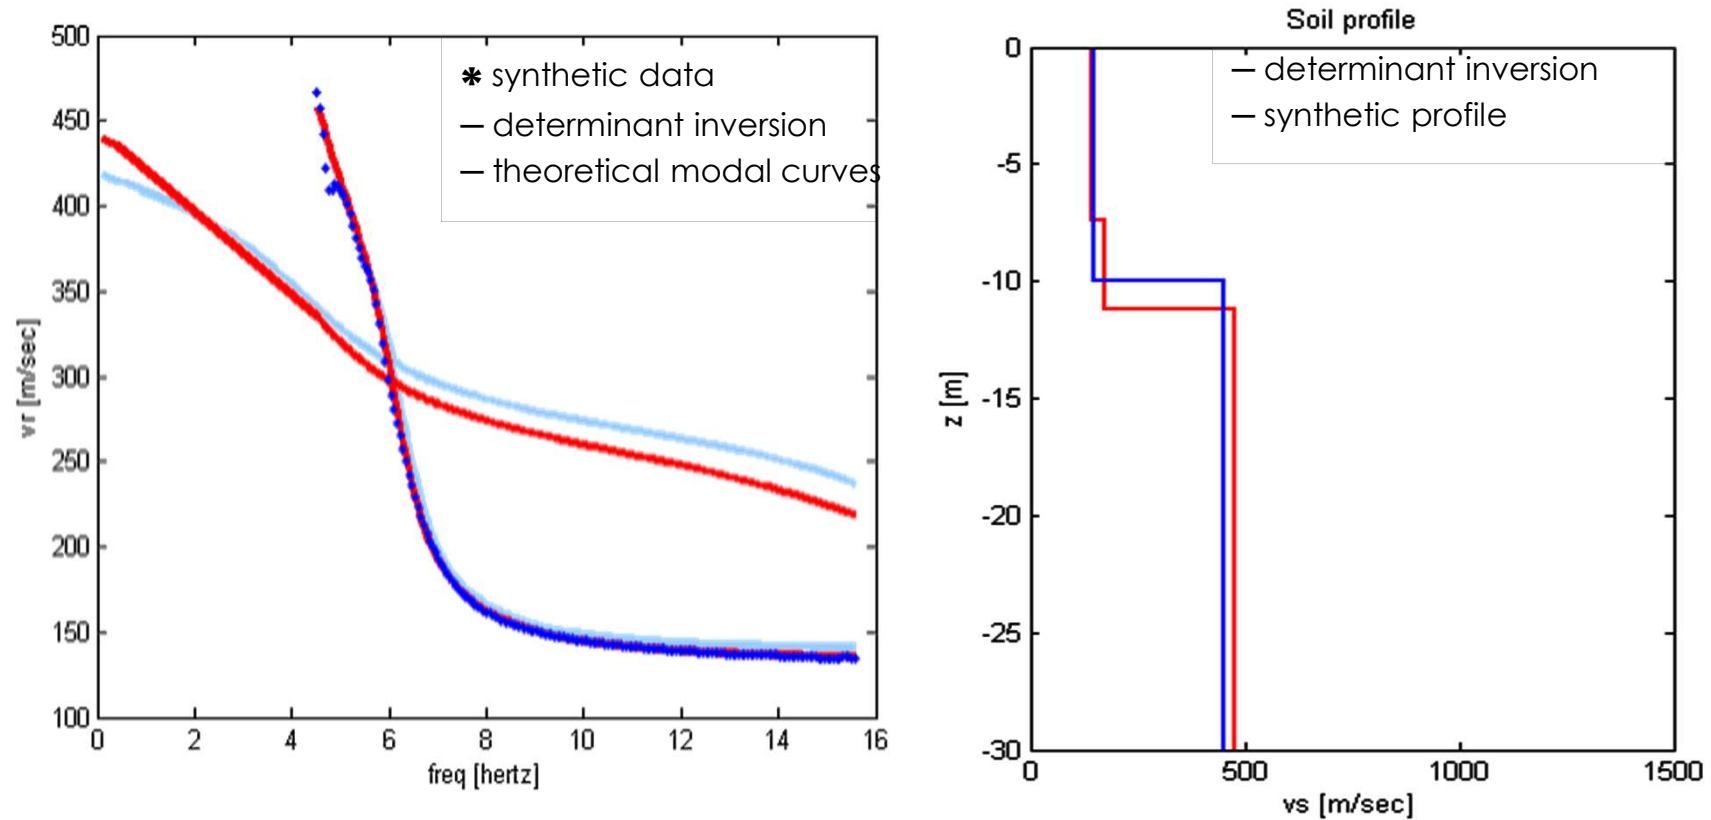 500
450
400
350
300
250
200
150
100
vr [m/sec]
* synthetic data
– determinant inversion
– theoretical modal curves
0 2 4 6 8 10 12 14 16
freq [hertz]
Soil profile
0
-5
-10
-15
-20
-25
-30
z [m]
– determinant inversion
– synthetic profile
0 500 1000 1500
vs [m/sec]